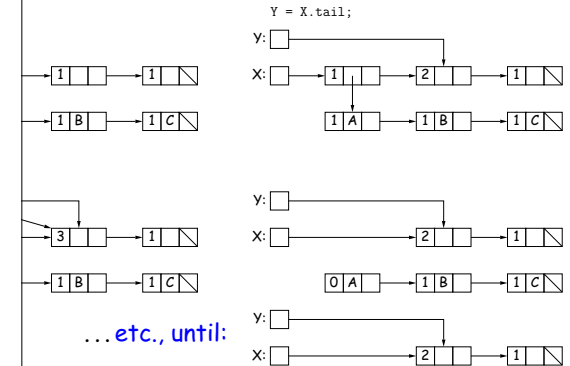 Y = X.tail;
Y:
1 1 X: 1 2 1
1 B 1 C 1 A 1 B 1 C
Y:
3 1 X: 2 1
1 B 1 C 0 A 1 B 1 C
...etc., until: Y:
X: 2 1